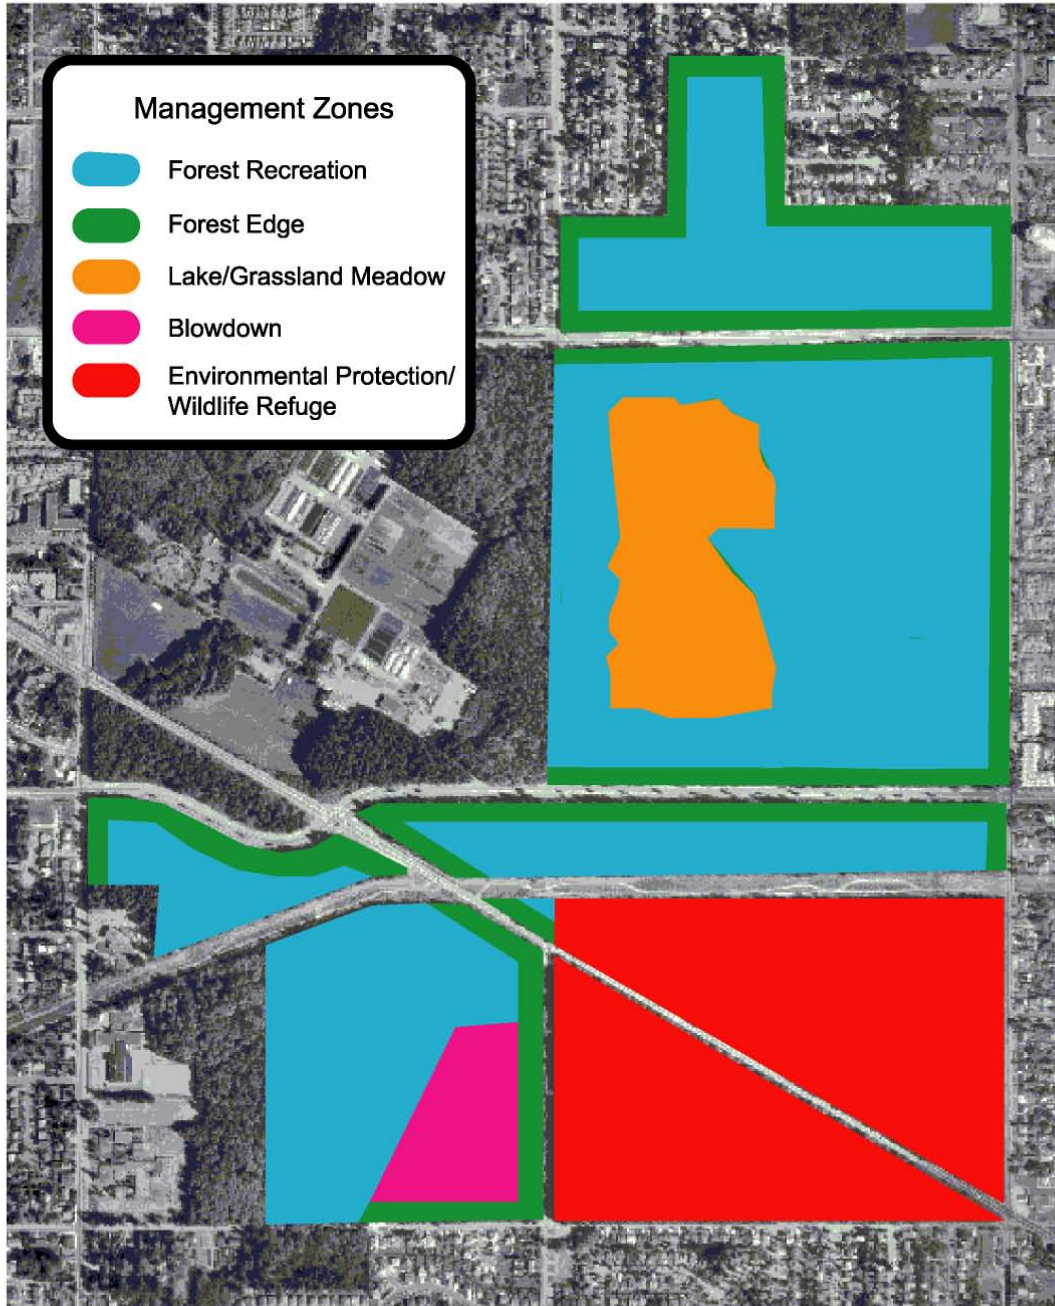 Management Zones
Forest Recreation
Forest Edge
Lake/Grassland Meadow
Blowdown
Environmental Protection/
Wildlife Refuge